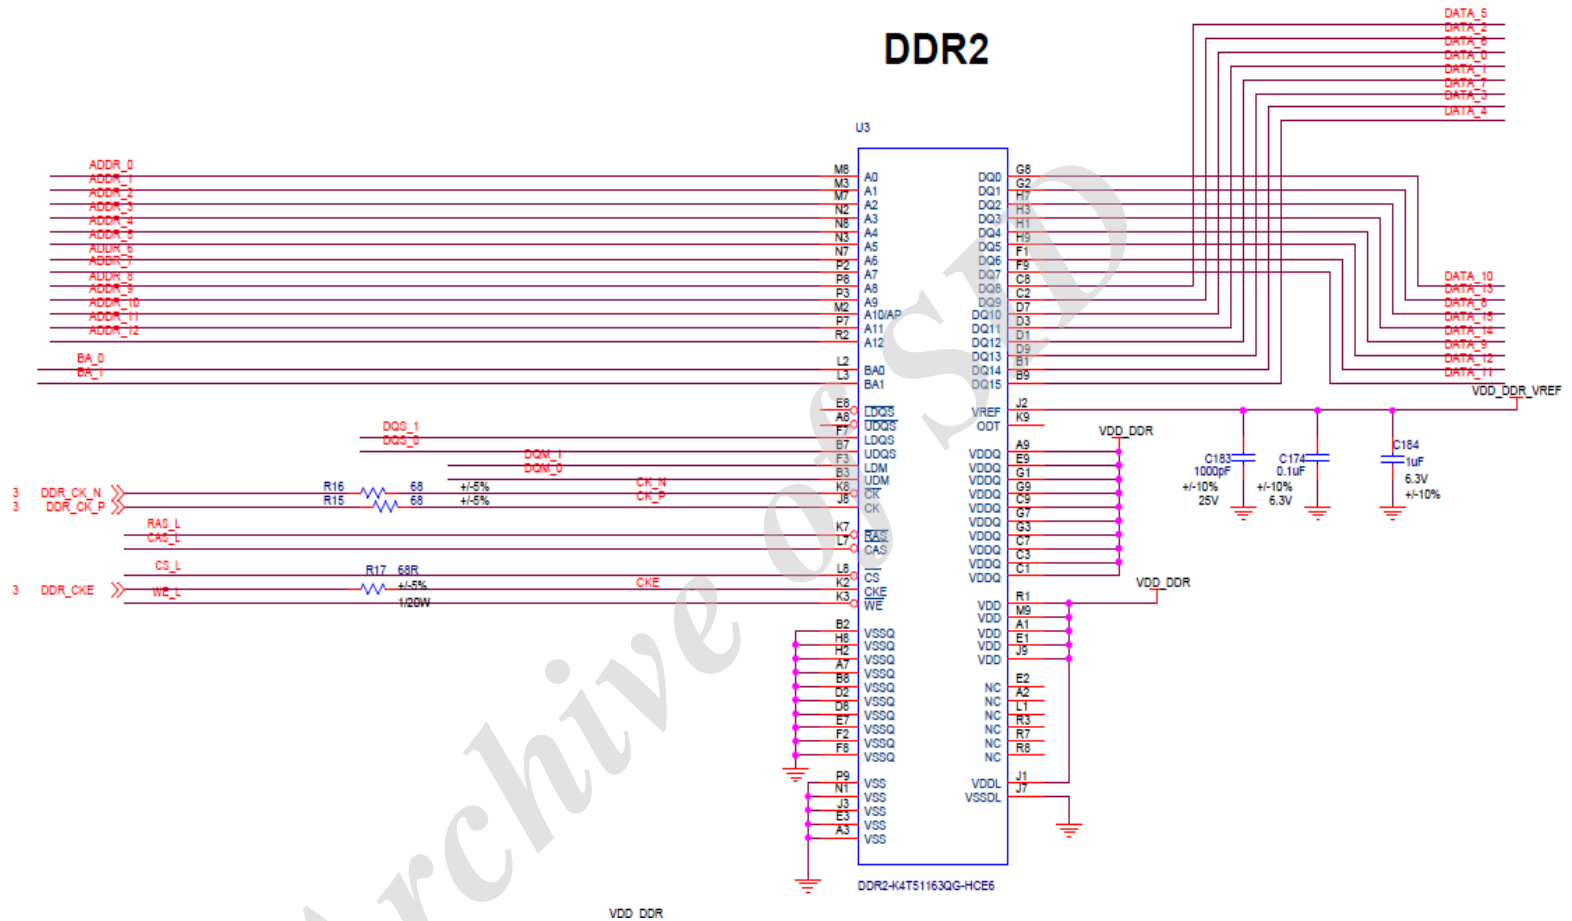 DDR2
DATA_5
DATA_2
DATA_6
DATA_0
DATA_1
DATA_7
DATA_3
DATA_4
U3
ADDR_0
ADDR_1
ADDR_2
ADDR_3
ADDR_4
ADDR_5
ADDR_6
ADDR_7
ADDR_8
ADDR_9
ADDR_10
ADDR_11
ADDR_12
M8 A0 DQ0 G8
M3 A1 DQ1 G2
M7 A2 DQ2 H7
N2 A3 DQ3 H3
N8 A4 DQ4 H1
N3 A5 DQ5 H9
N7 A6 DQ6 F1
P2 A7 DQ7 F9
P8 A8 DQ8 C8
P3 A9 DQ9 C2
M2 A10/AP DQ10 D7
P7 A11 DQ11 D3
R2 A12 DQ12 D1
DQ13 D9
BA_0 L2 BA0 DQ14 B1
BA_1 L3 BA1 DQ15 B9
DATA_10
DATA_13
DATA_8
DATA_15
DATA_14
DATA_9
DATA_12
DATA_11
VDD_DDR_VREF
E8 LDQS VREF J2
A8 UDQS ODT K9
DQS_1 F7 LDQS
DQS_0 B7 UDQS
DQM_1 F3 LDM
DQM_0 B3 UDM
3 DDR_CK_N R16 68 +/-5% CK_N K8 CK
3 DDR_CK_P R15 68 +/-5% CK_P J8 CK
RAS_L K7 RAS
CAS_L L7 CAS
CS_L L8 CS
3 DDR_CKE R17 68R +/-5% 1/20W CKE K2 CKE
WE_L K3 WE
VDD_DDR
VDDQ A9
VDDQ E9
VDDQ G1
VDDQ G9
VDDQ C9
VDDQ G7
VDDQ G3
VDDQ C7
VDDQ C3
VDDQ C1
C183
1000pF
+/-10%
25V
C174
0.1uF
+/-10%
6.3V
C184
1uF
6.3V
+/-10%
VDD_DDR
VDD R1
VDD M9
VDD A1
VDD E1
VDD J9
B2 VSSQ
H8 VSSQ
H2 VSSQ
A7 VSSQ
B8 VSSQ
D2 VSSQ
D8 VSSQ
E7 VSSQ
F2 VSSQ
F8 VSSQ
NC E2
NC A2
NC L1
NC R3
NC R7
NC R8
P9 VSS
N1 VSS
J3 VSS
E3 VSS
A3 VSS
VDDL J1
VSSDL J7
DDR2-K4T51163QG-HCE6
VDD_DDR
Archive of SID